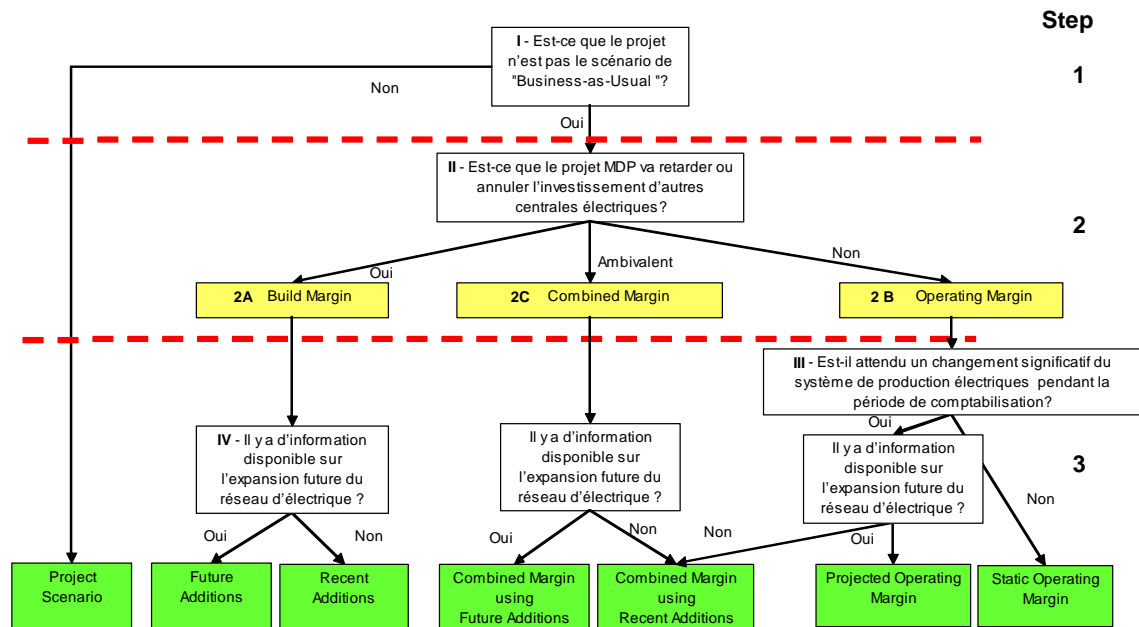 Step
I - Est-ce que le projet
n'est pas le scénario de
"Business-as-Usual "?
1
Non
Oui
II - Est-ce que le projet MDP va retarder ou
annuler l'investissement d'autres
centrales électriques?
2
Oui
Ambivalent
Non
2A Build Margin
2C Combined Margin
2 B Operating Margin
III - Est-il attendu un changement significatif du
système de production électriques pendant la
période de comptabilisation?
Oui
IV - Il y a d'information
disponible sur
l'expansion future du
réseau d'électrique ?
Il y a d'information
disponible sur
l'expansion future du
réseau d'électrique ?
Il y a d'information
disponible sur
l'expansion future du
réseau d'électrique ?
3
Non
Oui
Non
Oui
Non
Non
Oui
Project
Scenario
Future
Additions
Recent
Additions
Combined Margin
using
Future Additions
Combined Margin
using
Recent Additions
Projected Operating
Margin
Static Operating
Margin